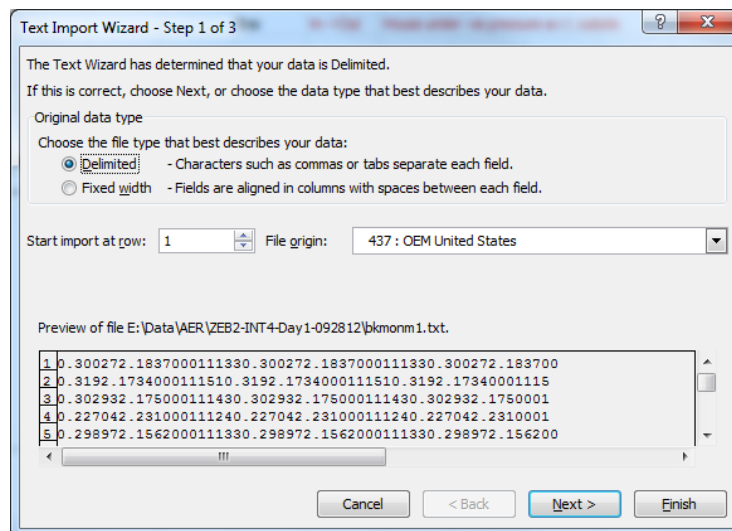 Text Import Wizard - Step 1 of 3
The Text Wizard has determined that your data is Delimited.
If this is correct, choose Next, or choose the data type that best describes your data.
Original data type
Choose the file type that best describes your data:
Delimited - Characters such as commas or tabs separate each field.
Fixed width - Fields are aligned in columns with spaces between each field.
Start import at row: 1 File origin: 437 : OEM United States
Preview of file E:\Data\AER\ZEB2-INT4-Day1-092812\bkmonm1.txt.
1 0.300272.1837000111330.300272.1837000111330.300272.183700
2 0.3192.1734000111510.3192.1734000111510.3192.17340001115
3 0.302932.175000111430.302932.175000111430.302932.1750001
4 0.227042.231000111240.227042.231000111240.227042.2310001
5 0.298972.1562000111330.298972.1562000111330.298972.156200
Cancel < Back Next > Finish